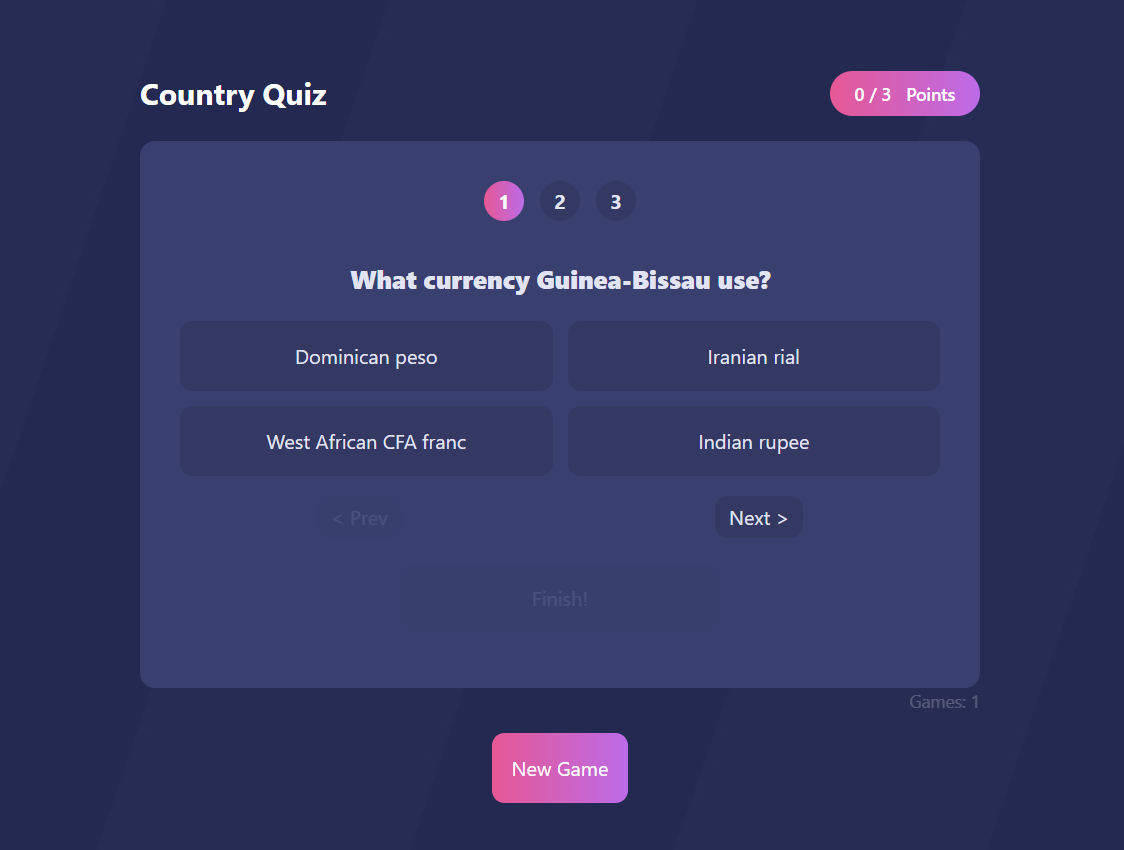 Country Quiz
0 / 3 Points
1 2 3
What currency Guinea-Bissau use?
Dominican peso
Iranian rial
West African CFA franc
Indian rupee
< Prev
Next >
Finish!
Games: 1
New Game